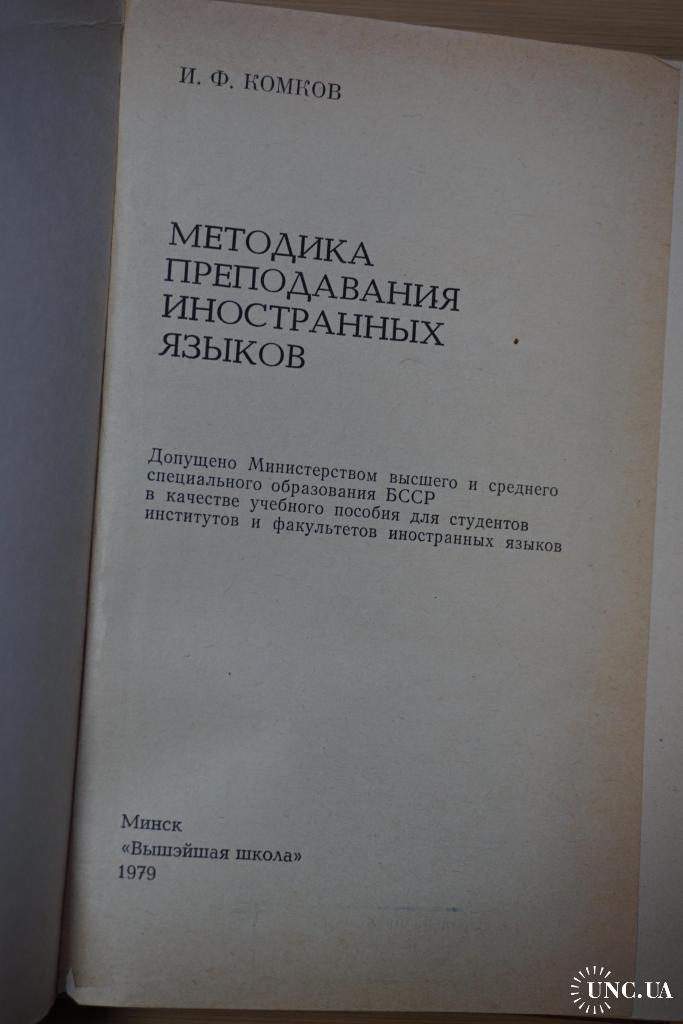 И. Ф. КОМКОВ
МЕТОДИКА
ПРЕПОДАВАНИЯ
ИНОСТРАННЫХ
ЯЗЫКОВ
Допущено Министерством высшего и среднего
специального образования БССР
в качестве учебного пособия для студентов
институтов и факультетов иностранных языков
Минск
«Вышэйшая школа»
1979
UNC.UA